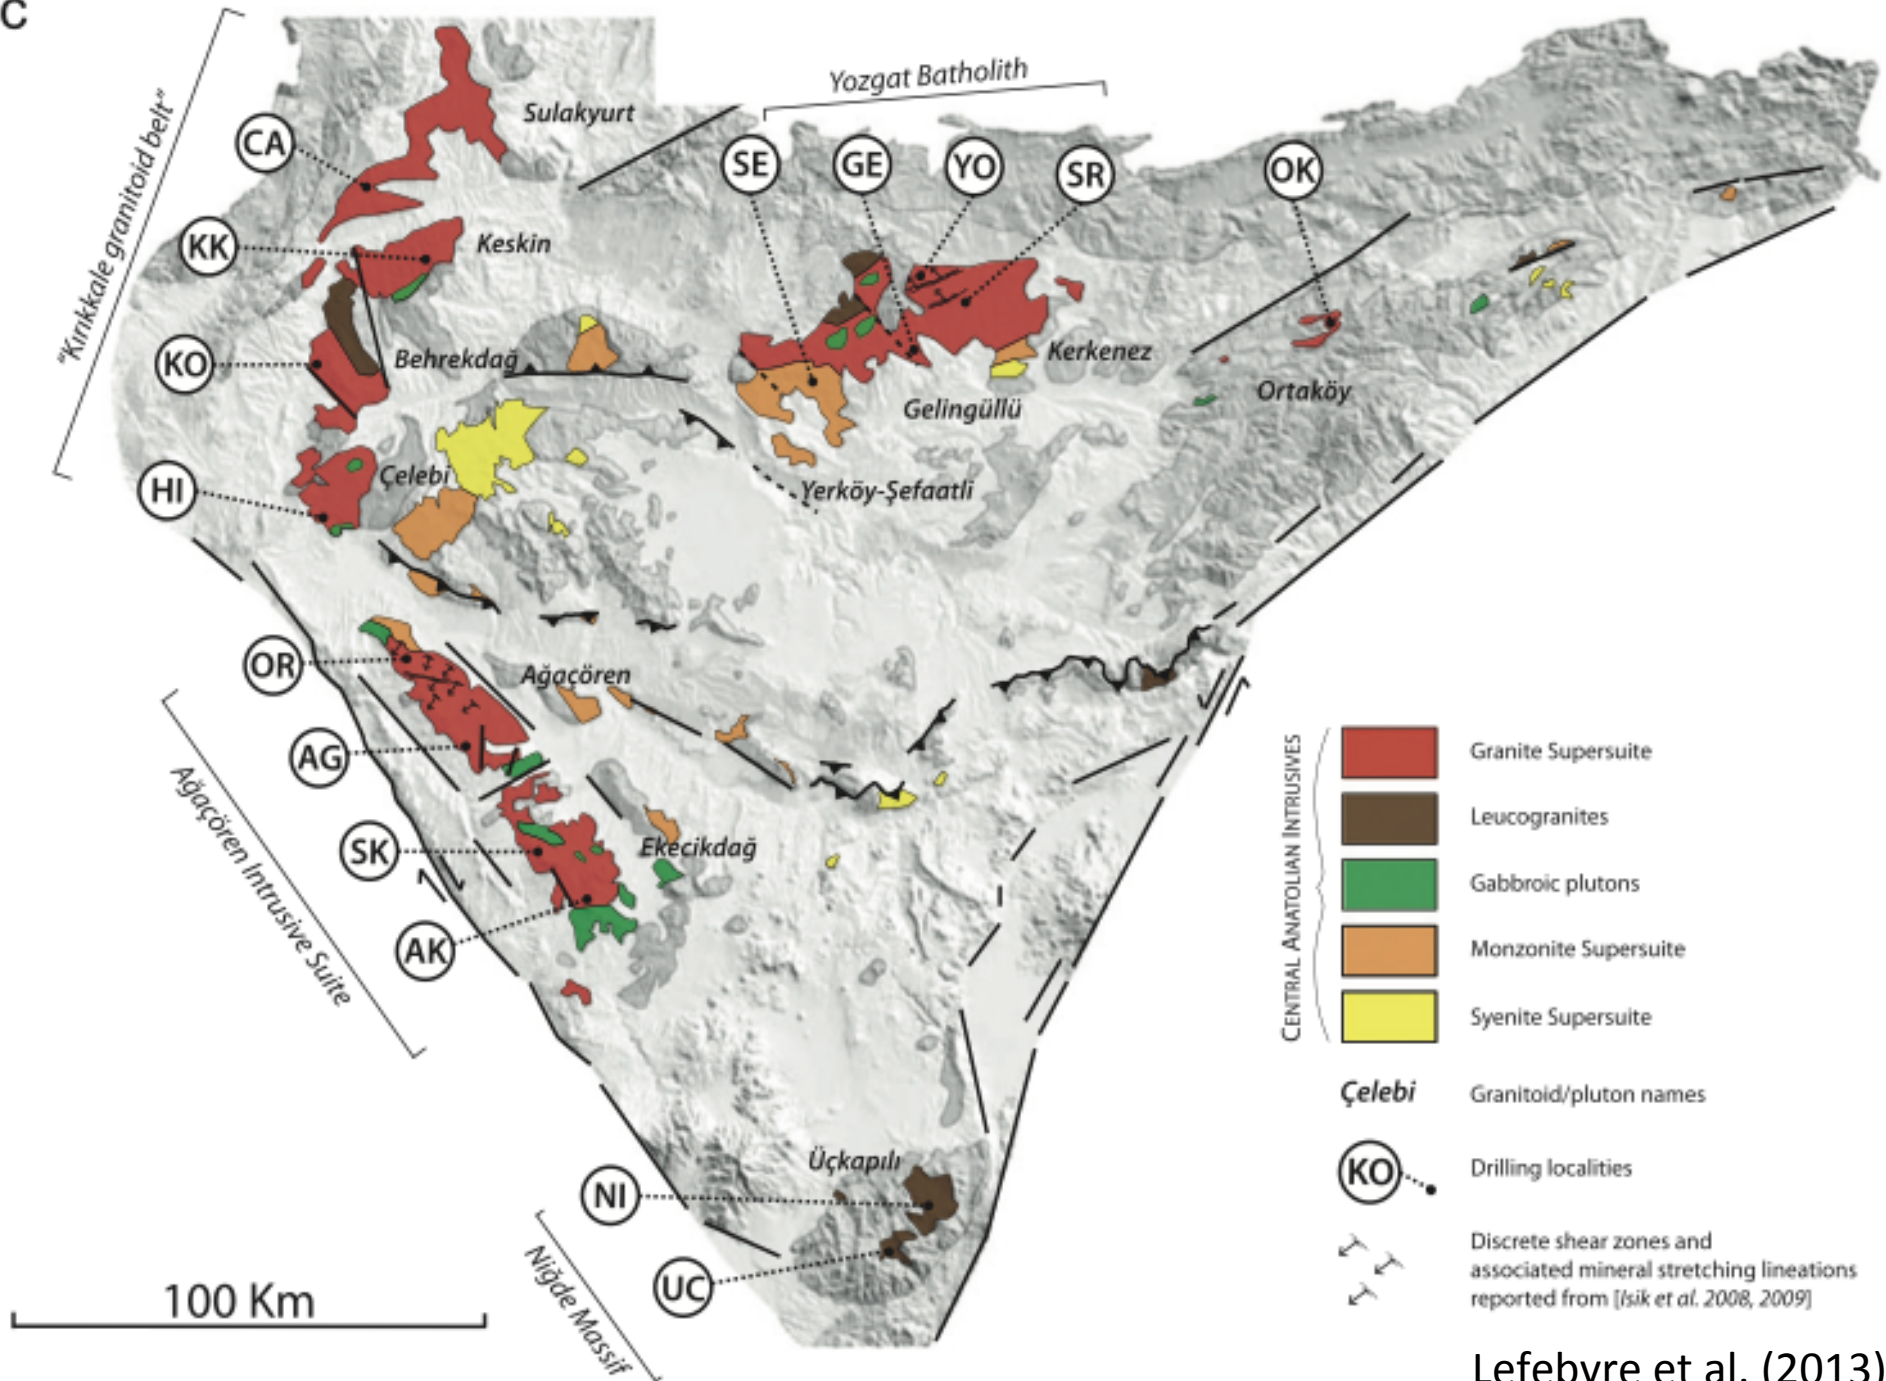 C
"Kırıkkale granitoid belt"
Yozgat Batholith
Sulakyurt
CA
SE
GE
YO
SR
OK
KK
Keskin
KO
Behrekdağ
Kerkenez
Ortaköy
Gelingüllü
HI
Çelebi
Yerköy-Şefaatli
OR
Ağaçören
AG
Ağaçören Intrusive Suite
SK
Ekecikdağ
AK
Üçkapılı
NI
UC
Niğde Massif
100 Km
CENTRAL ANATOLIAN INTRUSIVES
Granite Supersuite
Leucogranites
Gabbroic plutons
Monzonite Supersuite
Syenite Supersuite
Çelebi Granitoid/pluton names
KO Drilling localities
Discrete shear zones and
associated mineral stretching lineations
reported from [Isik et al. 2008, 2009]
Lefebvre et al. (2013)